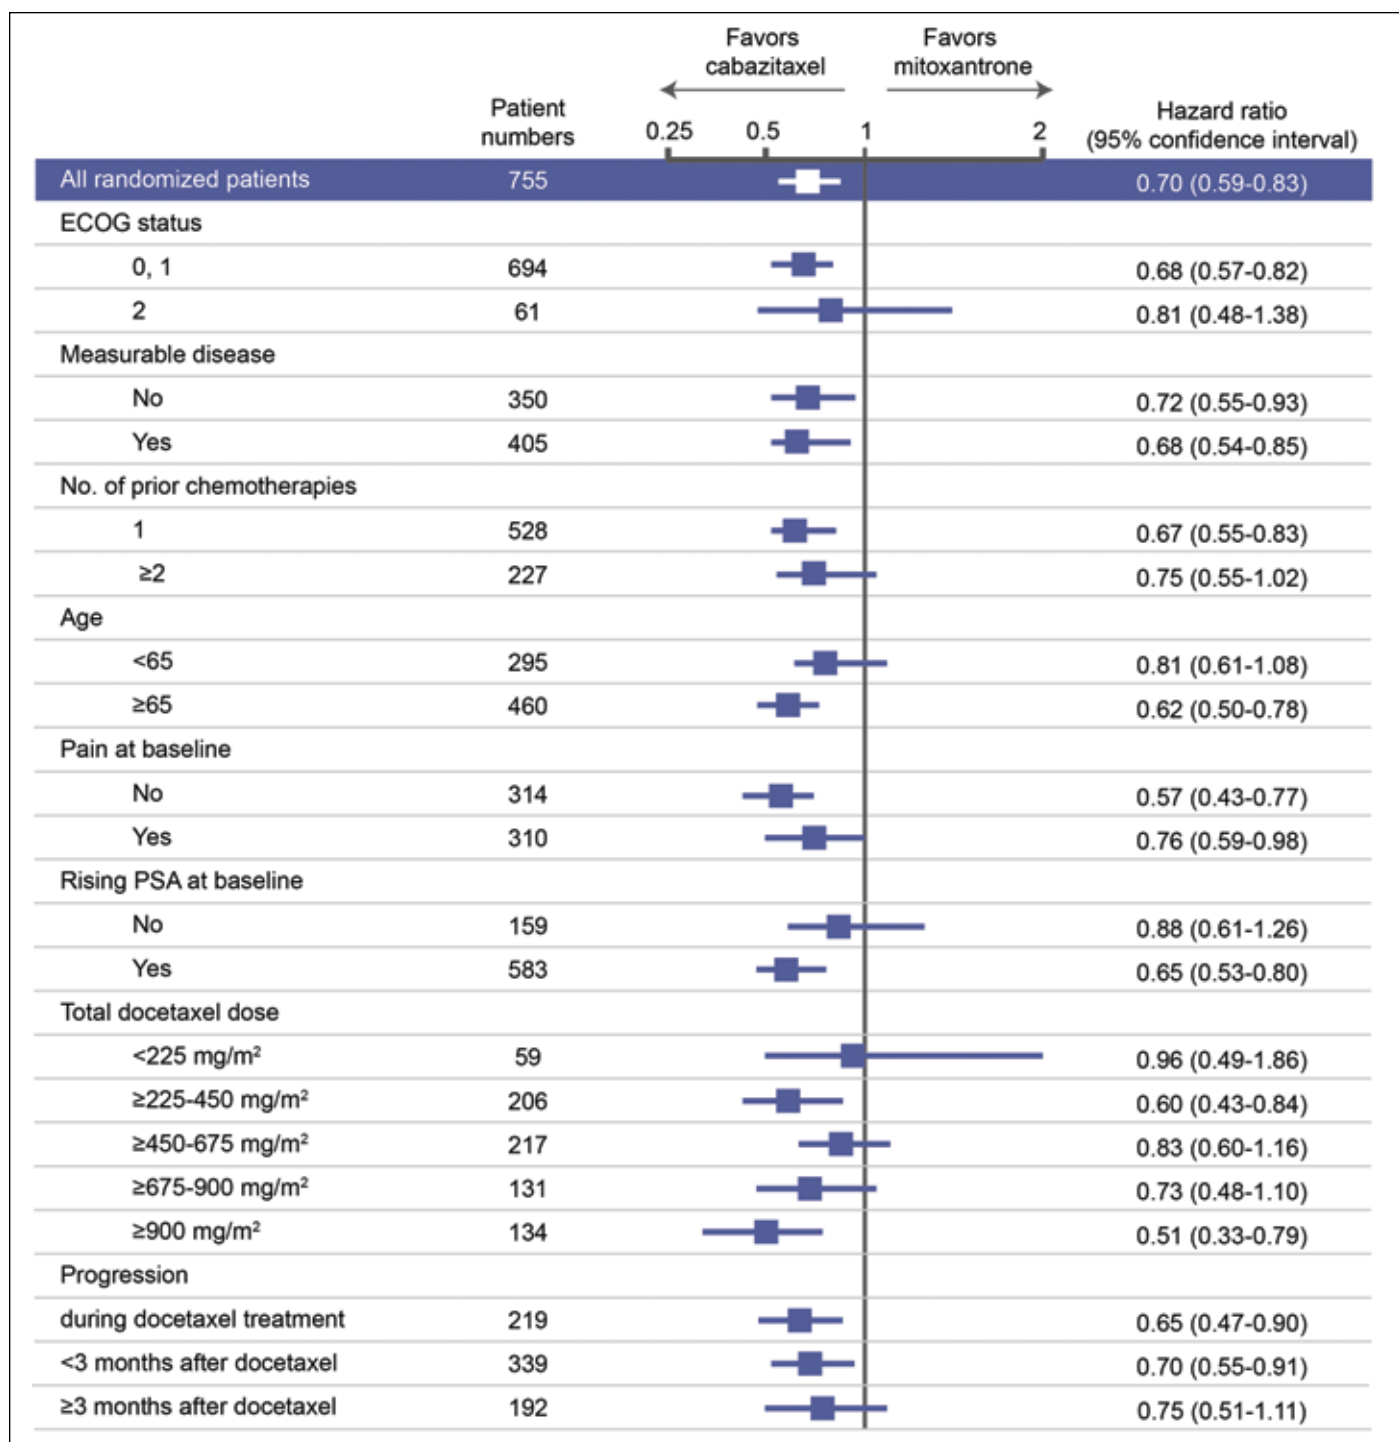 Favors cabazitaxel
Favors mitoxantrone
Patient numbers
0.25 0.5 1 2
Hazard ratio (95% confidence interval)
All randomized patients 755 0.70 (0.59-0.83)
ECOG status
0, 1 694 0.68 (0.57-0.82)
2 61 0.81 (0.48-1.38)
Measurable disease
No 350 0.72 (0.55-0.93)
Yes 405 0.68 (0.54-0.85)
No. of prior chemotherapies
1 528 0.67 (0.55-0.83)
≥2 227 0.75 (0.55-1.02)
Age
<65 295 0.81 (0.61-1.08)
≥65 460 0.62 (0.50-0.78)
Pain at baseline
No 314 0.57 (0.43-0.77)
Yes 310 0.76 (0.59-0.98)
Rising PSA at baseline
No 159 0.88 (0.61-1.26)
Yes 583 0.65 (0.53-0.80)
Total docetaxel dose
<225 mg/m² 59 0.96 (0.49-1.86)
≥225-450 mg/m² 206 0.60 (0.43-0.84)
≥450-675 mg/m² 217 0.83 (0.60-1.16)
≥675-900 mg/m² 131 0.73 (0.48-1.10)
≥900 mg/m² 134 0.51 (0.33-0.79)
Progression
during docetaxel treatment 219 0.65 (0.47-0.90)
<3 months after docetaxel 339 0.70 (0.55-0.91)
≥3 months after docetaxel 192 0.75 (0.51-1.11)